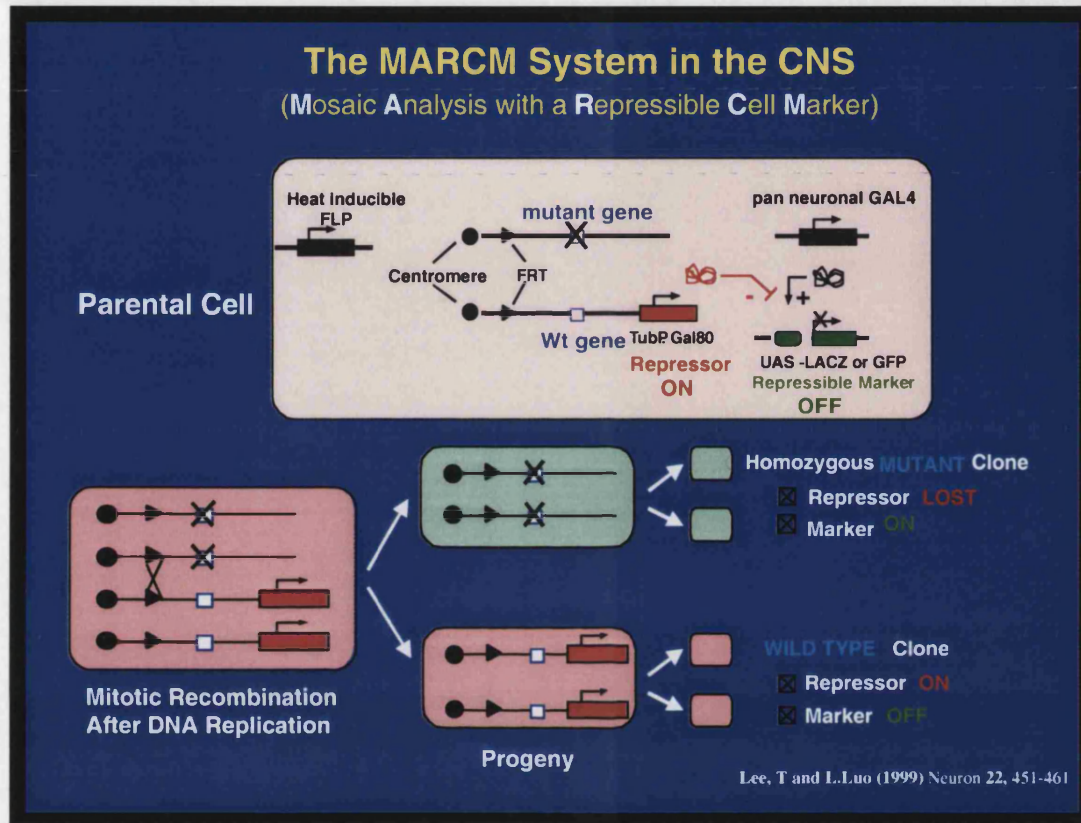 The MARCM System in the CNS
(Mosaic Analysis with a Repressible Cell Marker)
Heat Inducible
FLP
mutant gene
pan neuronal GAL4
Centromere
FRT
Parental Cell
-
+
Wt gene
TubP. Gal80
UAS -LACZ or GFP
Repressor
ON
Repressible Marker
OFF
Homozygous MUTANT Clone
Repressor LOST
Marker ON
WILD TYPE Clone
Repressor ON
Marker OFF
Mitotic Recombination
After DNA Replication
Progeny
Lee, T and L.Luo (1999) Neuron 22, 451-461